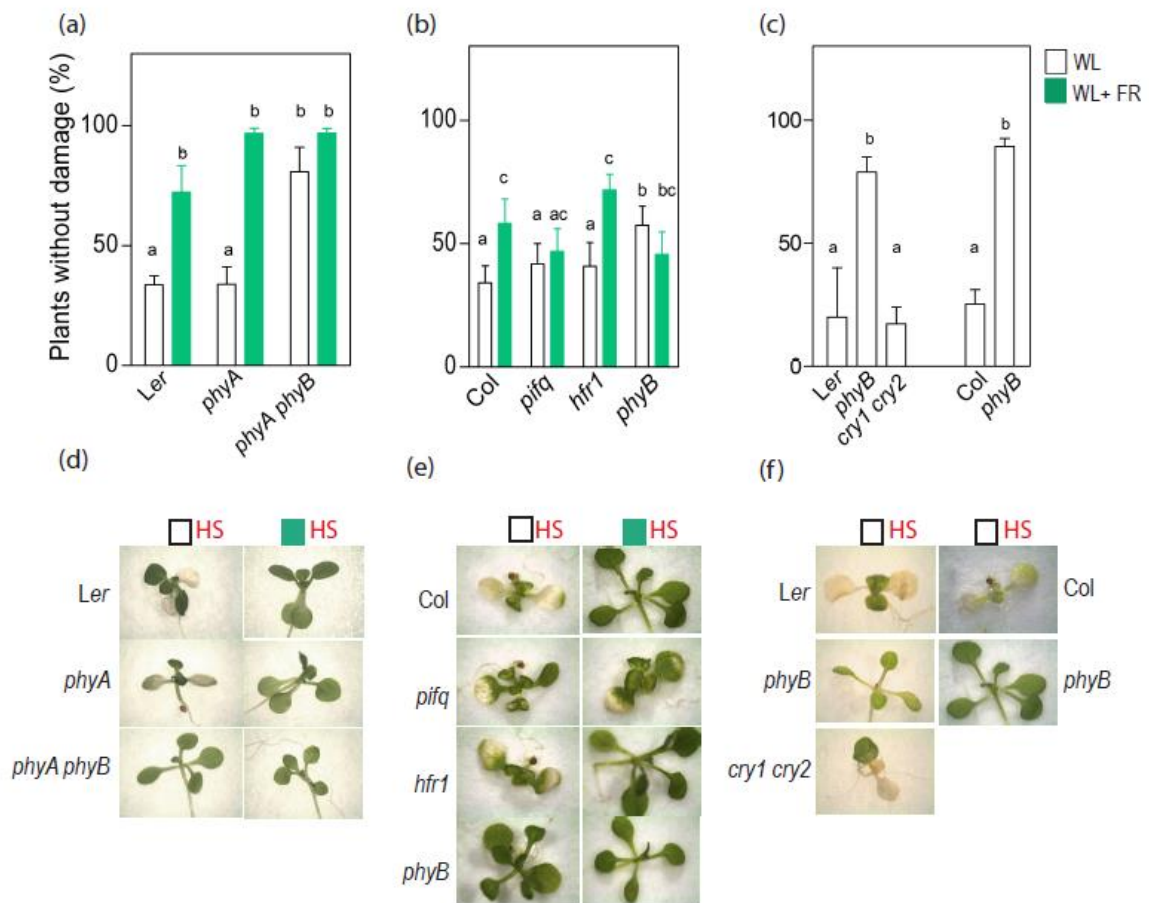 (a)
(b)
(c)
Plants without damage (%)
100
50
0
a
b
a
b
b
b
Ler
phyA
phyA phyB
100
50
0
a
c
a
ac
a
c
b
bc
Col
pifq
hfr1
phyB
100
50
0
a
b
a
a
b
Ler
phyB
cry1 cry2
Col
phyB
WL
WL+ FR
(d)
(e)
(f)
HS
HS
Ler
phyA
phyA phyB
HS
HS
Col
pifq
hfr1
phyB
HS
HS
Ler
Col
phyB
phyB
cry1 cry2